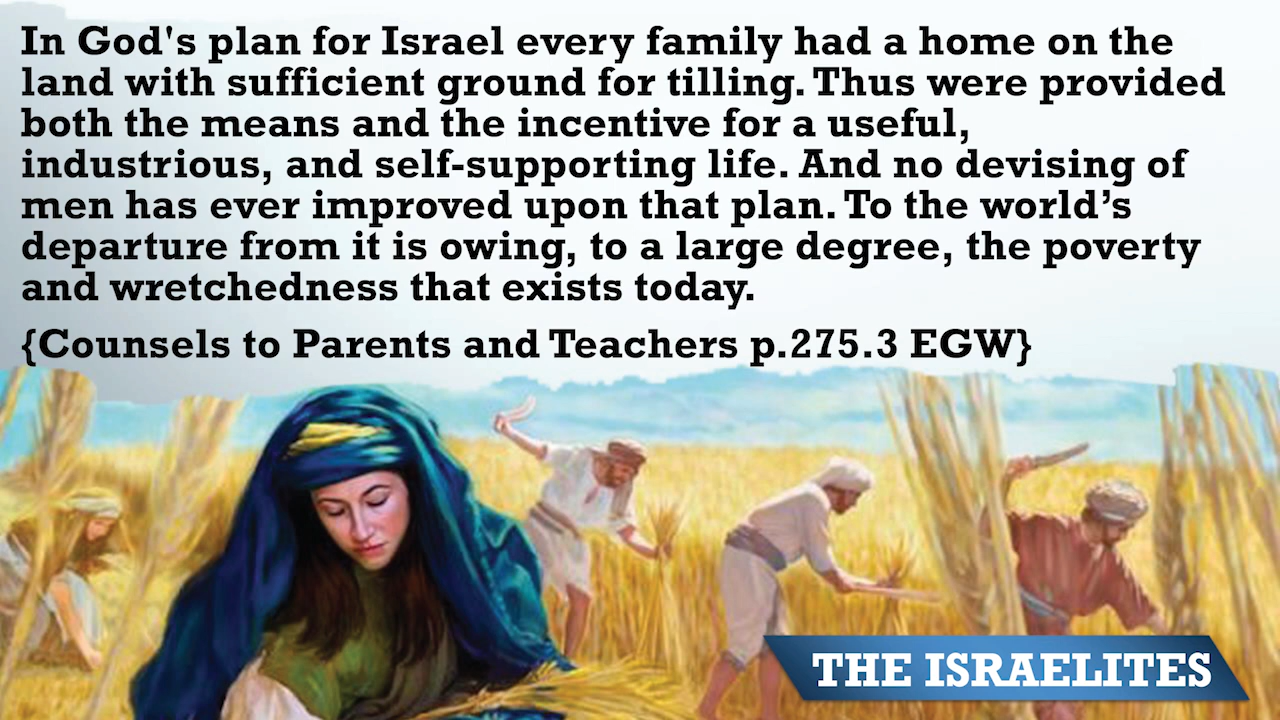 In God's plan for Israel every family had a home on the
land with sufficient ground for tilling. Thus were provided
both the means and the incentive for a useful,
industrious, and self-supporting life. And no devising of
men has ever improved upon that plan. To the world’s
departure from it is owing, to a large degree, the poverty
and wretchedness that exists today.
{Counsels to Parents and Teachers p.275.3 EGW}
THE ISRAELITES